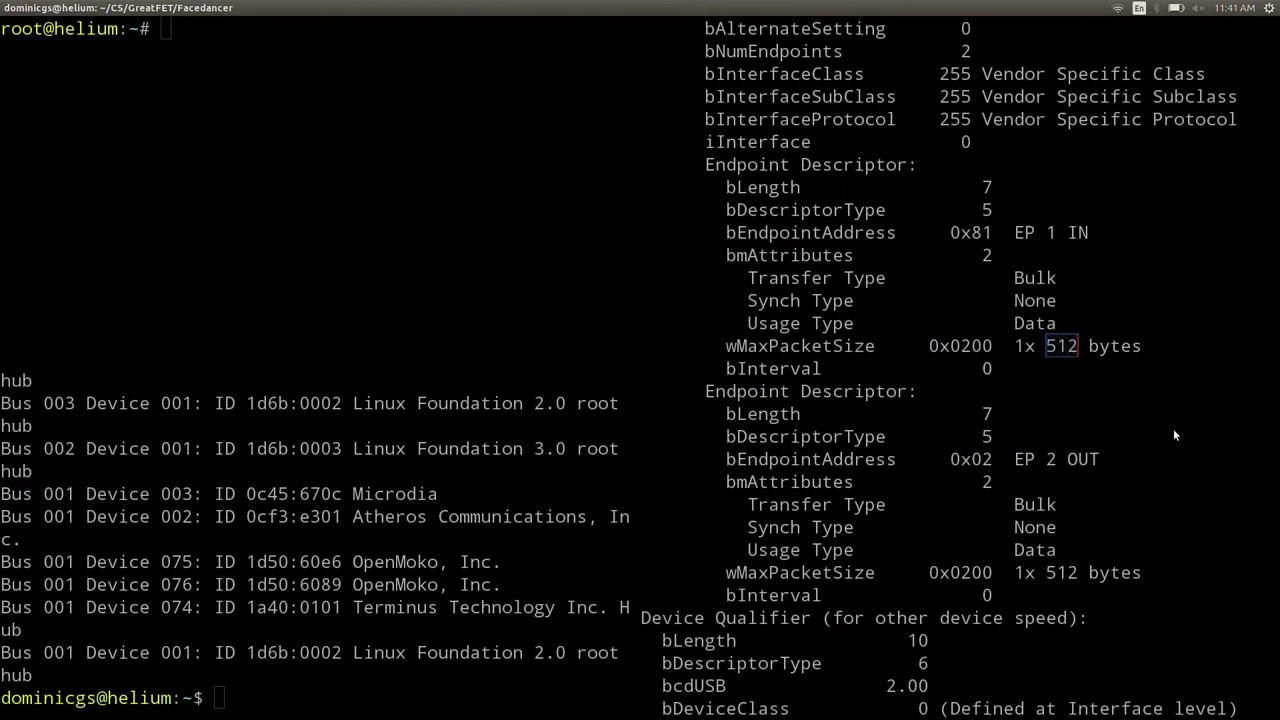 dominicgs@helium: ~/CS/GreatFET/Facedancer
En
11:41 AM
root@helium:~#
hub
Bus 003 Device 001: ID 1d6b:0002 Linux Foundation 2.0 root
hub
Bus 002 Device 001: ID 1d6b:0003 Linux Foundation 3.0 root
hub
Bus 001 Device 003: ID 0c45:670c Microdia
Bus 001 Device 002: ID 0cf3:e301 Atheros Communications, In
c.
Bus 001 Device 075: ID 1d50:60e6 OpenMoko, Inc.
Bus 001 Device 076: ID 1d50:6089 OpenMoko, Inc.
Bus 001 Device 074: ID 1a40:0101 Terminus Technology Inc. H
ub
Bus 001 Device 001: ID 1d6b:0002 Linux Foundation 2.0 root
hub
dominicgs@helium:~$
bAlternateSetting 0
bNumEndpoints 2
bInterfaceClass 255 Vendor Specific Class
bInterfaceSubClass 255 Vendor Specific Subclass
bInterfaceProtocol 255 Vendor Specific Protocol
iInterface 0
Endpoint Descriptor:
bLength 7
bDescriptorType 5
bEndpointAddress 0x81 EP 1 IN
bmAttributes 2
Transfer Type Bulk
Synch Type None
Usage Type Data
wMaxPacketSize 0x0200 1x 512 bytes
bInterval 0
Endpoint Descriptor:
bLength 7
bDescriptorType 5
bEndpointAddress 0x02 EP 2 OUT
bmAttributes 2
Transfer Type Bulk
Synch Type None
Usage Type Data
wMaxPacketSize 0x0200 1x 512 bytes
bInterval 0
Device Qualifier (for other device speed):
bLength 10
bDescriptorType 6
bcdUSB 2.00
bDeviceClass 0 (Defined at Interface level)